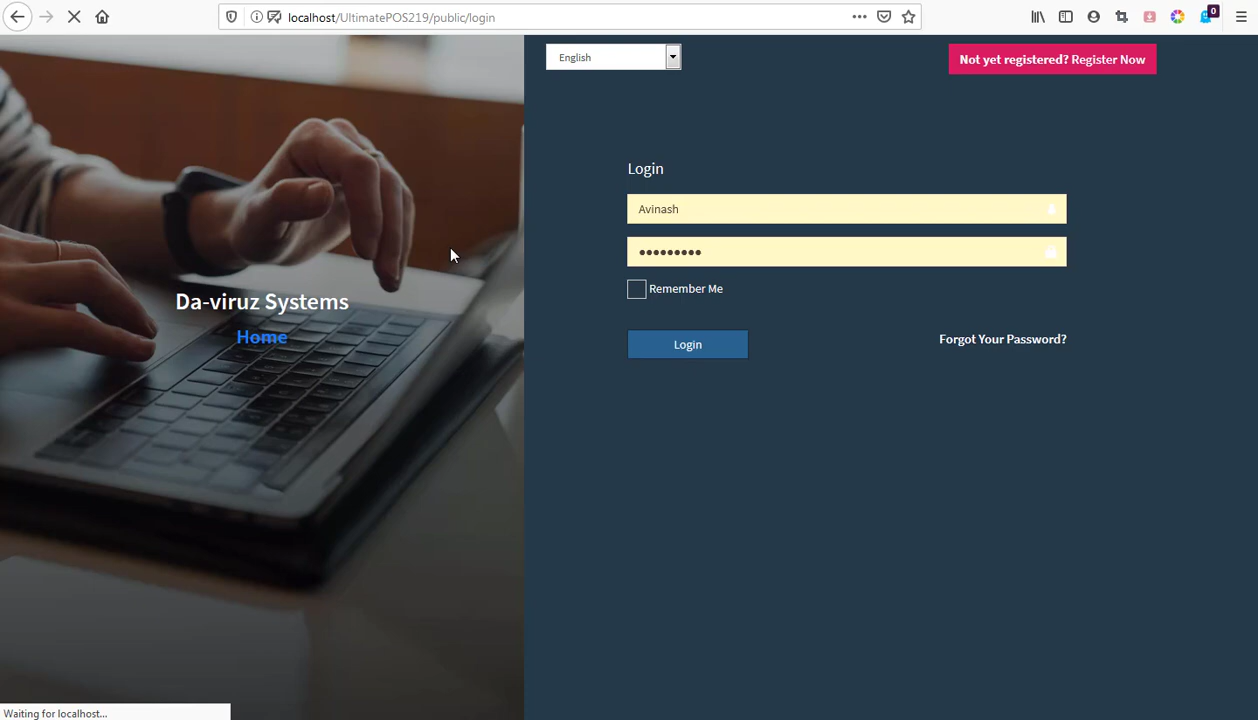 localhost/UltimatePOS219/public/login
0
English
Not yet registered? Register Now
Login
Avinash
•••••••••
Remember Me
Login
Forgot Your Password?
Da-viruz Systems
Home
Waiting for localhost...